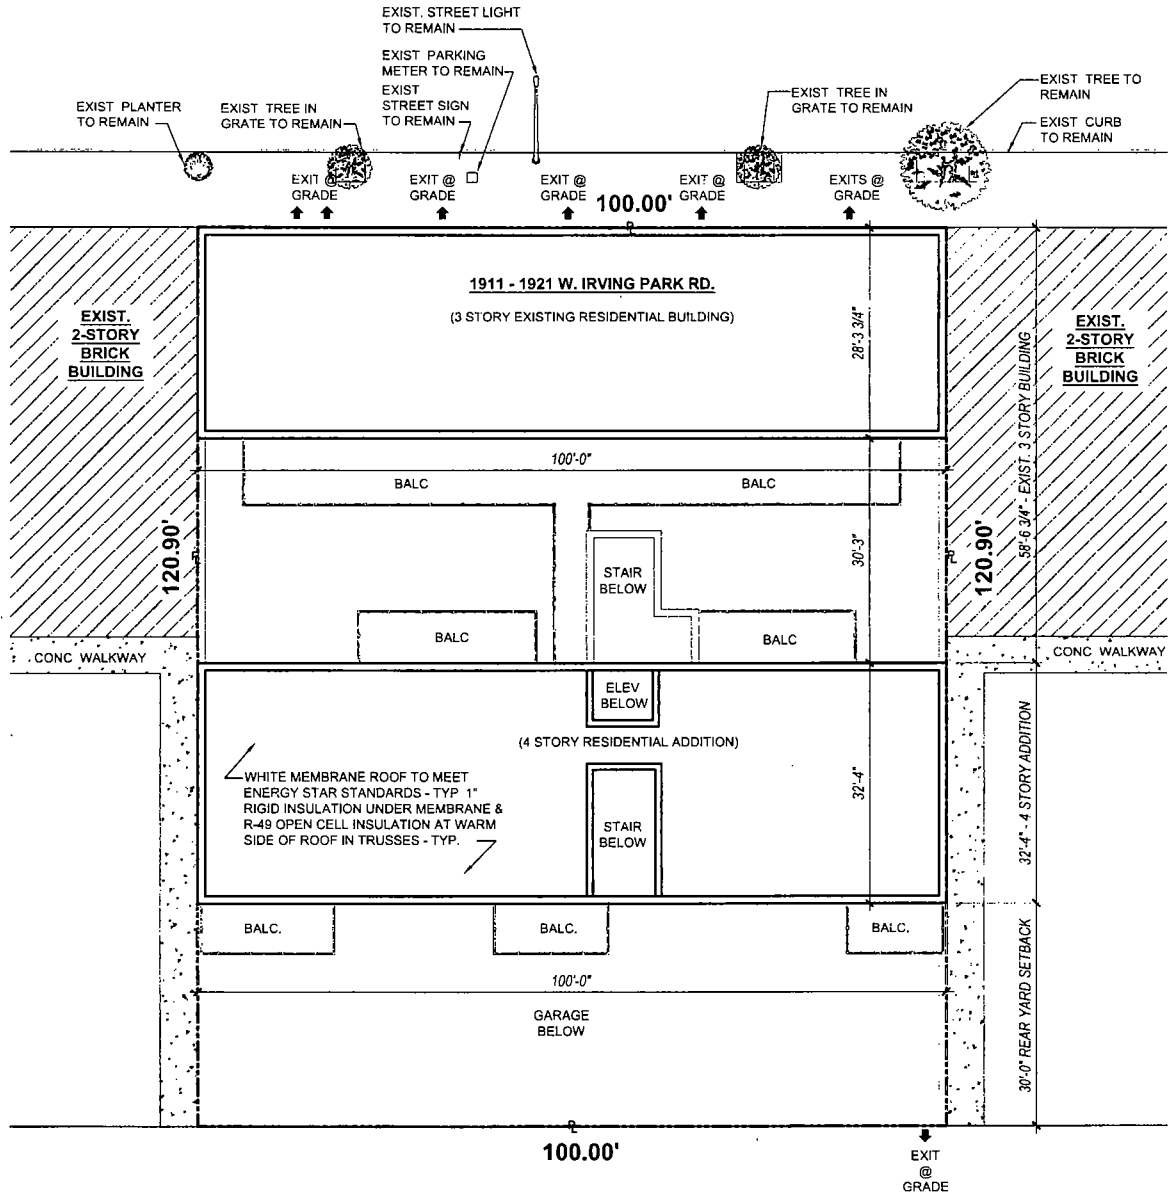 EXIST. STREET LIGHT
TO REMAIN
EXIST PARKING
METER TO REMAIN
EXIST
STREET SIGN
TO REMAIN
EXIST PLANTER
TO REMAIN
EXIST TREE IN
GRATE TO REMAIN
EXIST TREE IN
GRATE TO REMAIN
EXIST TREE TO
REMAIN
EXIST CURB
TO REMAIN
EXIT @
GRADE
EXIT @
GRADE
EXIT @
GRADE
EXIT @
GRADE
EXITS @
GRADE
100.00'
PL
1911 - 1921 W. IRVING PARK RD.
(3 STORY EXISTING RESIDENTIAL BUILDING)
EXIST.
2-STORY
BRICK
BUILDING
28'-3 3/4"
58'-6 3/4" - EXIST. 3 STORY BUILDING
EXIST.
2-STORY
BRICK
BUILDING
100'-0"
BALC
BALC
120.90'
PL
STAIR
BELOW
30'-3"
PL
120.90'
BALC
BALC
CONC WALKWAY
CONC WALKWAY
ELEV
BELOW
(4 STORY RESIDENTIAL ADDITION)
WHITE MEMBRANE ROOF TO MEET
ENERGY STAR STANDARDS - TYP 1"
RIGID INSULATION UNDER MEMBRANE &
R-49 OPEN CELL INSULATION AT WARM
SIDE OF ROOF IN TRUSSES - TYP.
STAIR
BELOW
32'-4"
32'-4" - 4 STORY ADDITION
BALC.
BALC.
BALC.
100'-0"
GARAGE
BELOW
30'-0" REAR YARD SETBACK
PL
100.00'
EXIT
@
GRADE